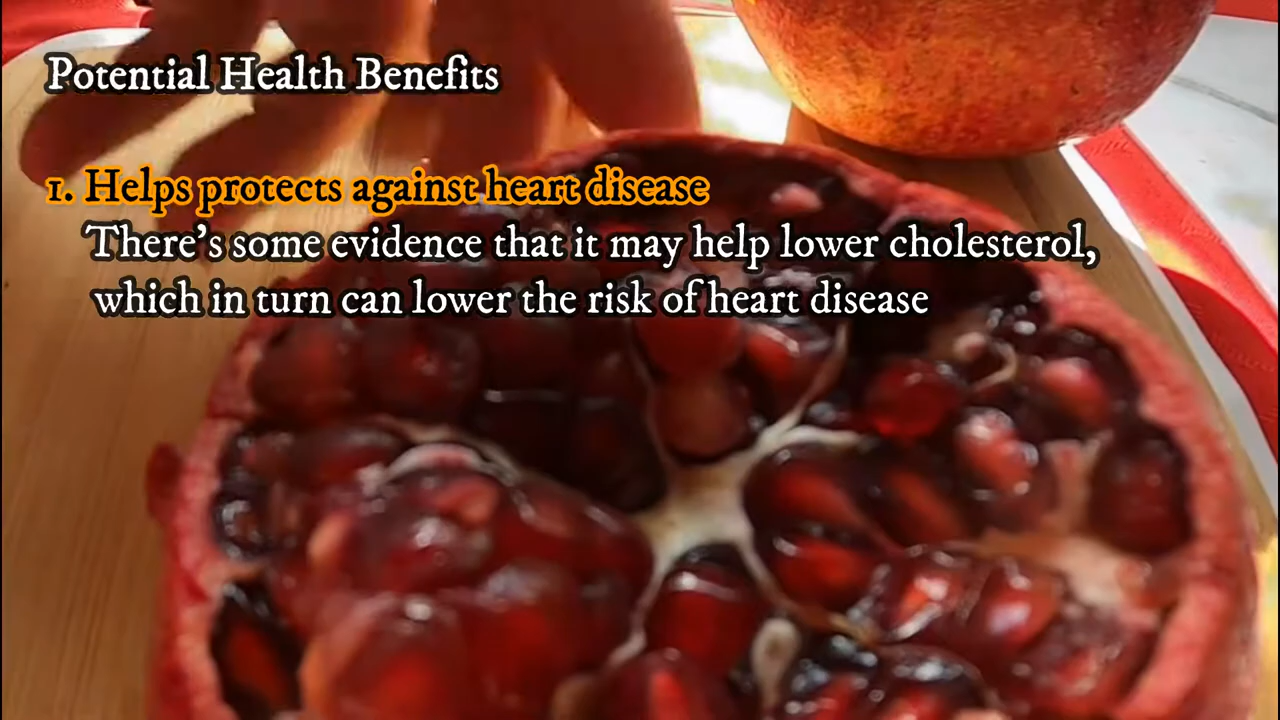 Potential Health Benefits
1. Helps protects against heart disease
There's some evidence that it may help lower cholesterol,
which in turn can lower the risk of heart disease